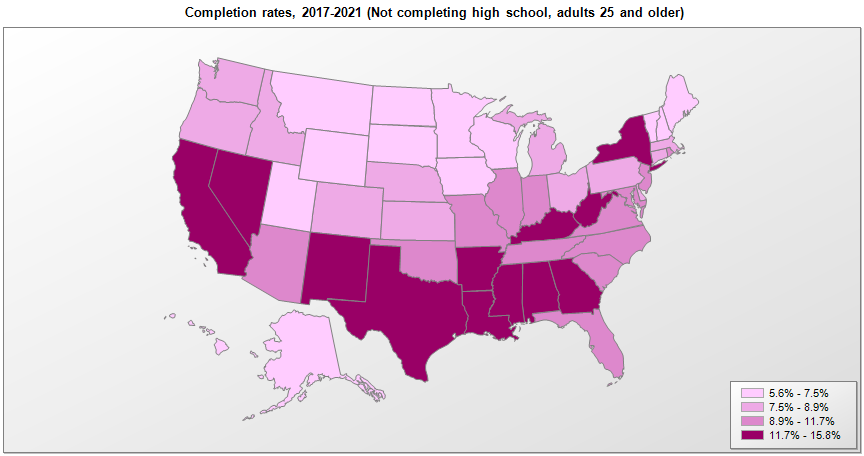 Completion rates, 2017-2021 (Not completing high school, adults 25 and older)
5.6% - 7.5%
7.5% - 8.9%
8.9% - 11.7%
11.7% - 15.8%